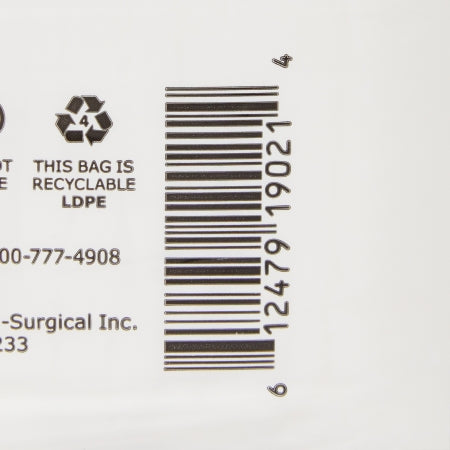 4
OT THIS BAG IS
E RECYCLABLE
LDPE
00-777-4908
-Surgical Inc.
233
6 12479 19021 4